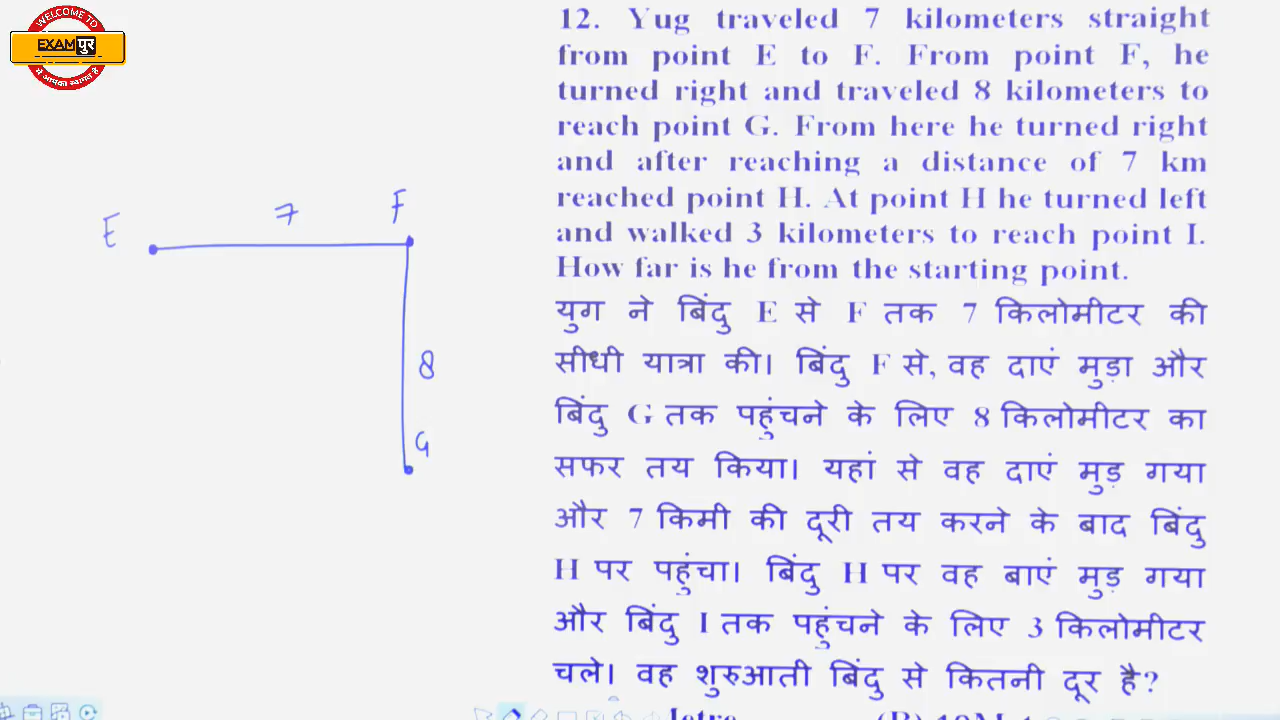 WELCOME TO
EXAMपुर
में आपका स्वागत है
12. Yug traveled 7 kilometers straight
from point E to F. From point F, he
turned right and traveled 8 kilometers to
reach point G. From here he turned right
and after reaching a distance of 7 km
reached point H. At point H he turned left
and walked 3 kilometers to reach point I.
How far is he from the starting point.
युग ने बिंदु E से F तक 7 किलोमीटर की
सीधी यात्रा की। बिंदु F से, वह दाएं मुड़ा और
बिंदु G तक पहुंचने के लिए 8 किलोमीटर का
सफर तय किया। यहां से वह दाएं मुड़ गया
और 7 किमी की दूरी तय करने के बाद बिंदु
H पर पहुंचा। बिंदु H पर वह बाएं मुड़ गया
और बिंदु I तक पहुंचने के लिए 3 किलोमीटर
चले। वह शुरुआती बिंदु से कितनी दूर है?
E 7 F
8
G